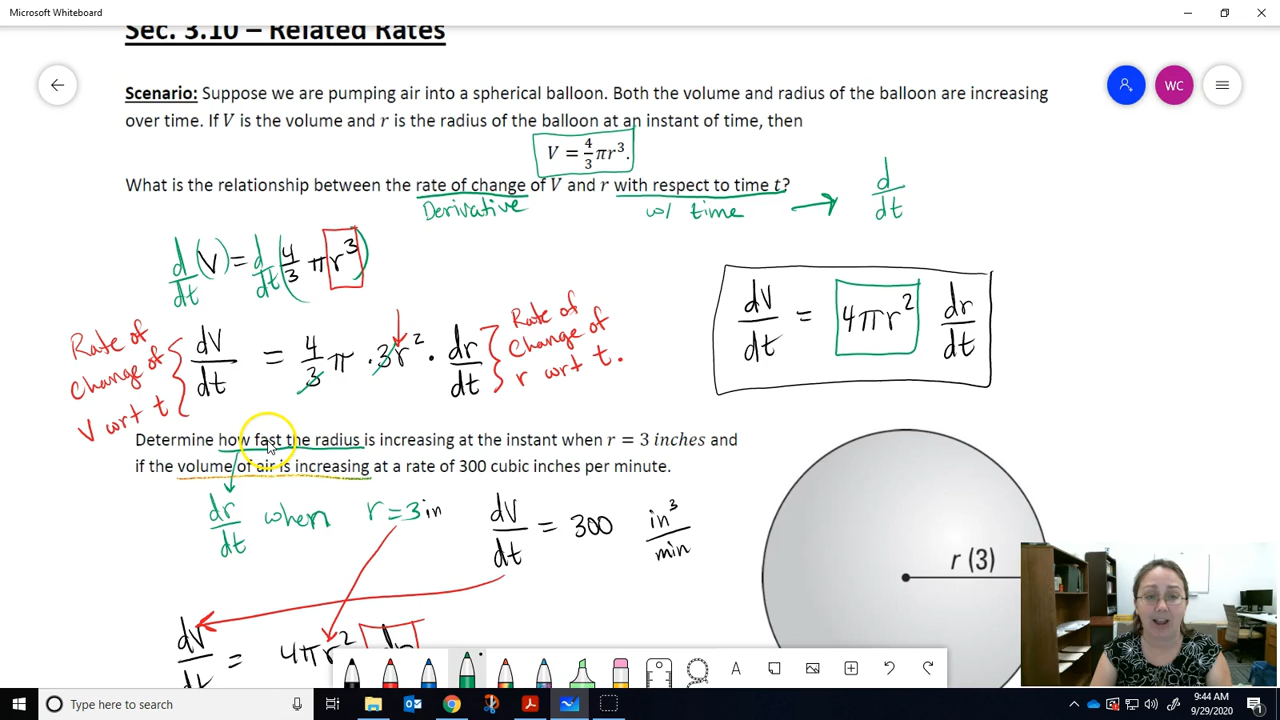 Microsoft Whiteboard
Sec. 3.10 – Related Rates
WC
Scenario: Suppose we are pumping air into a spherical balloon. Both the volume and radius of the balloon are increasing
over time. If V is the volume and r is the radius of the balloon at an instant of time, then
V = 4/3 πr³.
What is the relationship between the rate of change of V and r with respect to time t?
Derivative w/ time → d/dt
d/dt (V) = d/dt (4/3 πr³)
dV/dt = 4πr² dr/dt
Rate of Change of V wrt t
dV/dt = 4/3 π · 3r² · dr/dt
Rate of Change of r wrt t.
Determine how fast the radius is increasing at the instant when r = 3 inches and
if the volume of air is increasing at a rate of 300 cubic inches per minute.
dr/dt when r = 3 in dV/dt = 300 in³/min
r (3)
dV/dt = 4πr² dr
A
Type here to search
9:44 AM
9/29/2020